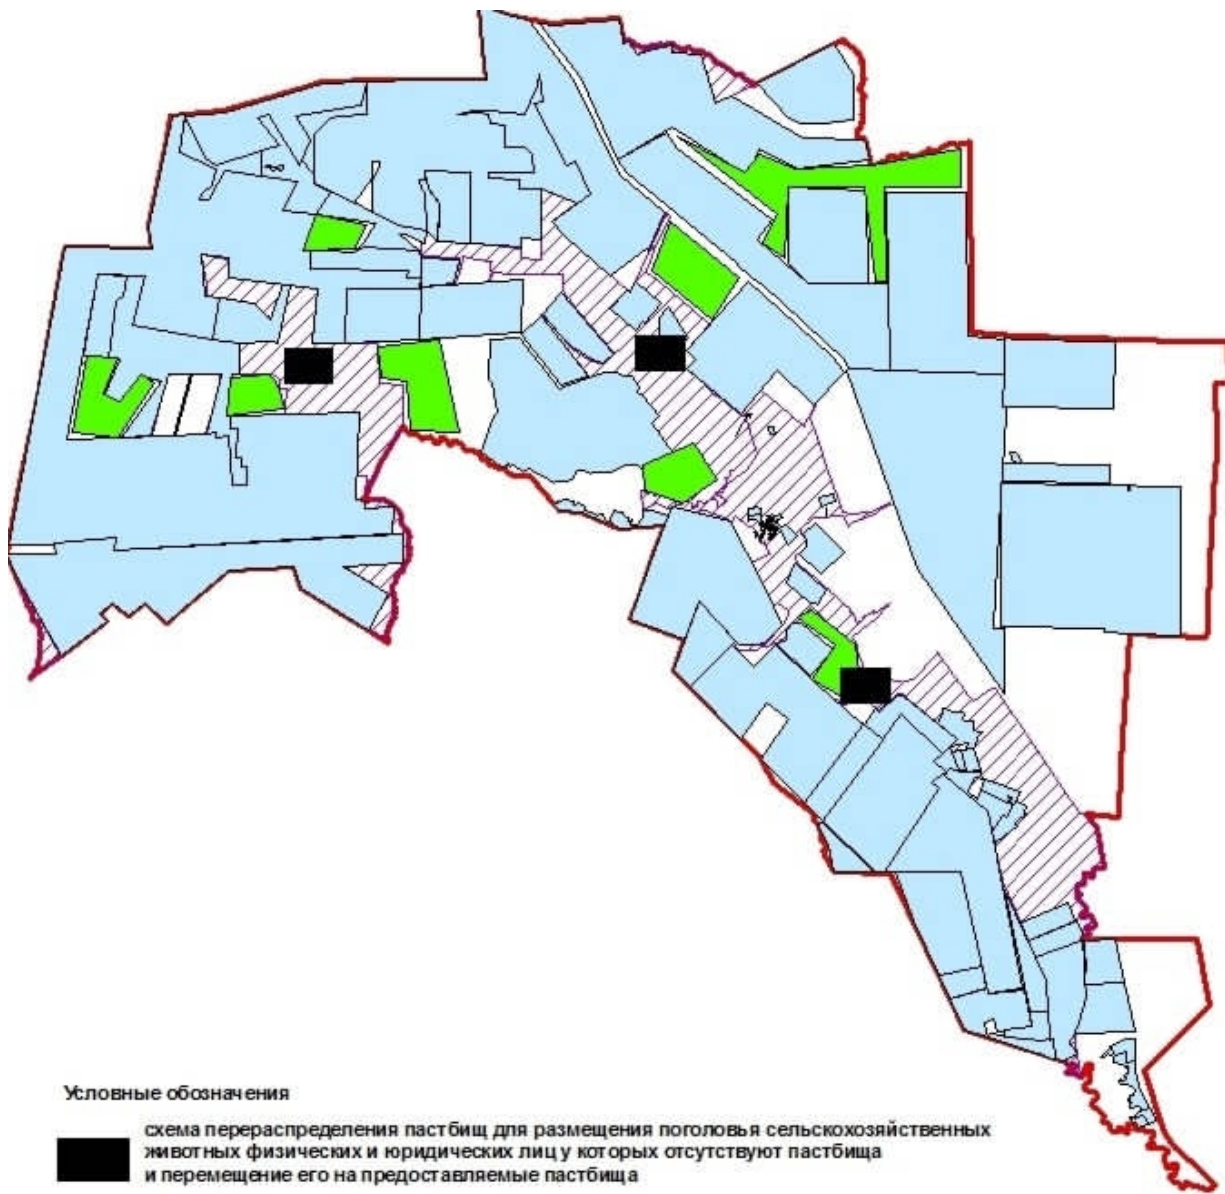 Условные обозначения
схема перераспределения пастбищ для размещения поголовья сельскохозяйственных
животных физических и юридических лиц у которых отсутствуют пастбища
и перемещение его на предоставляемые пастбища